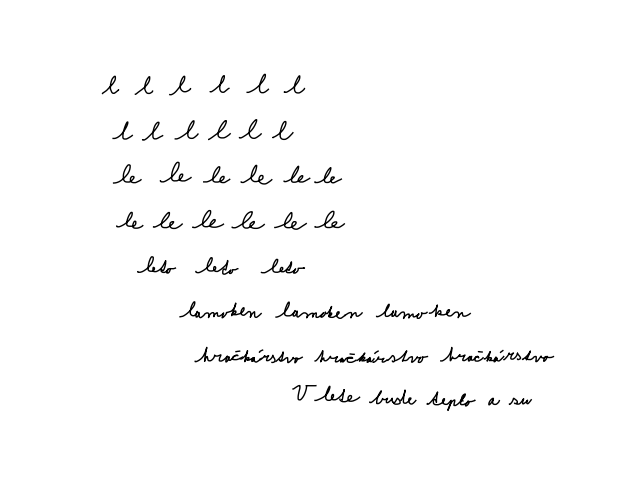 l l l l l l
l l l l l l
le le le le le le
le le le le le le
leto leto leto
lamoken lamoken lamoken
hračkárstvo hračkárstvo hračkárstvo
V lete bude teplo a su